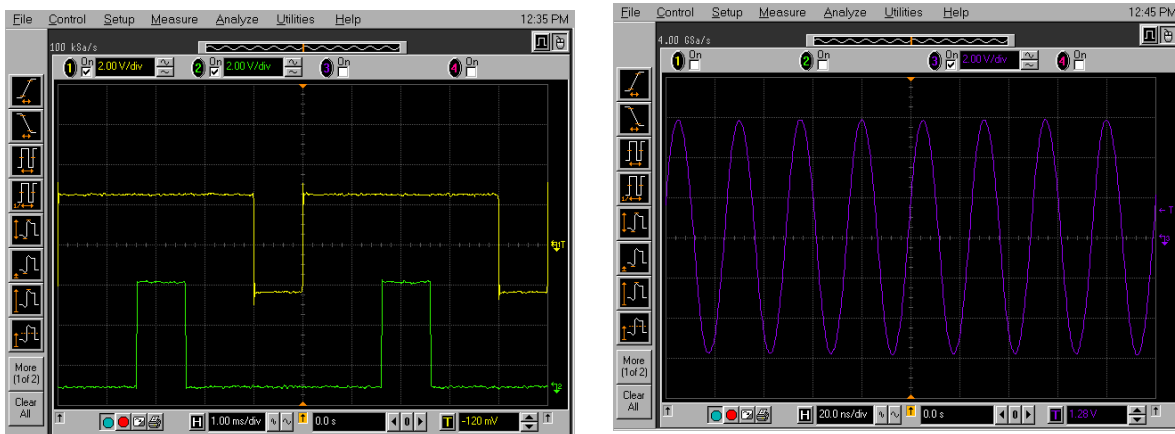 File Control Setup Measure Analyze Utilities Help 12:35 PM
100 kSa/s
1 On 2.00 V/div 2 On 2.00 V/div 3 On 4 On
T
2
More
(1of 2)
Clear
All
H 1.00 ms/div 0.0 s 0 T -120 mV
File Control Setup Measure Analyze Utilities Help 12:45 PM
4.00 GSa/s
1 On 2 On 3 On 2.00 V/div 4 On
T
3
More
(1of 2)
Clear
All
H 20.0 ns/div 0.0 s 0 T 1.28 V